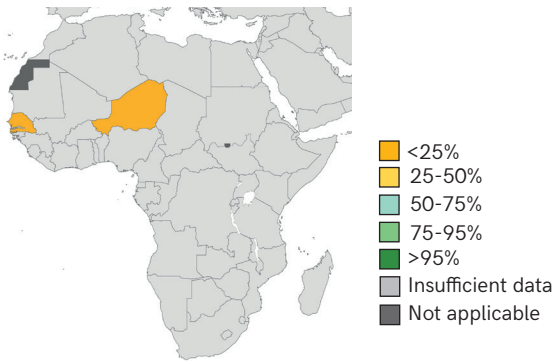 <25%
25-50%
50-75%
75-95%
>95%
Insufficient data
Not applicable